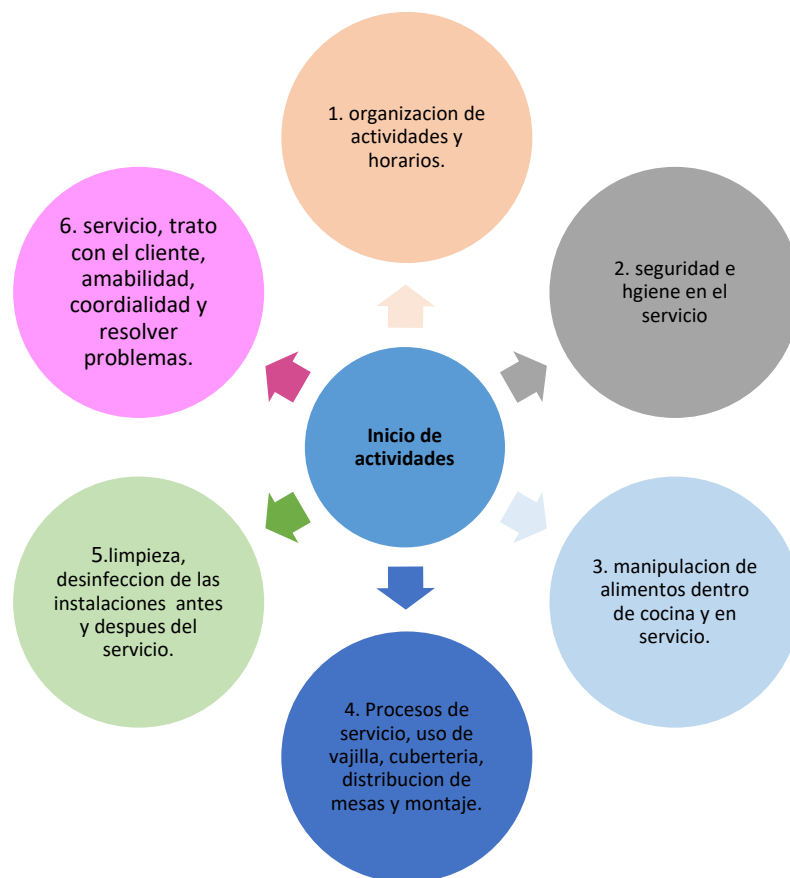 1. organizacion de
actividades y
horarios.
2. seguridad e
hgiene en el
servicio
3. manipulacion de
alimentos dentro
de cocina y en
servicio.
4. Procesos de
servicio, uso de
vajilla, cuberteria,
distribucion de
mesas y montaje.
5.limpieza,
desinfeccion de las
instalaciones antes
y despues del
servicio.
6. servicio, trato
con el cliente,
amabilidad,
coordialidad y
resolver
problemas.
Inicio de
actividades